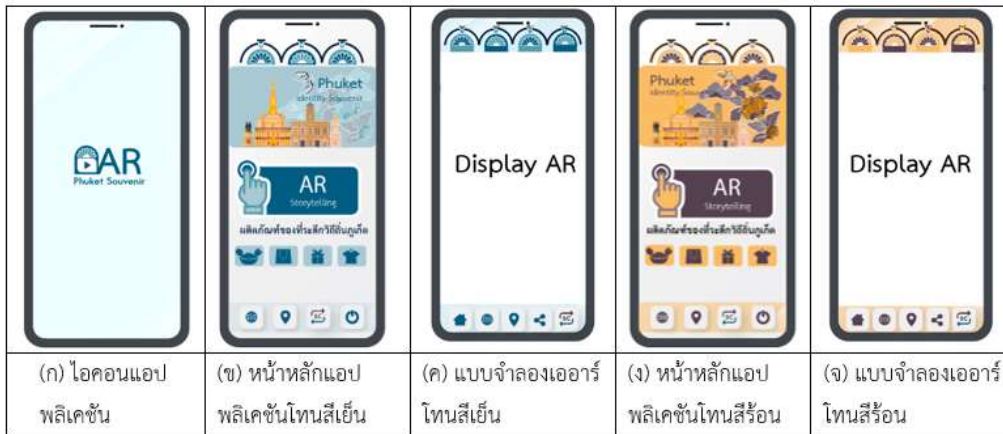 AR
Phuket Souvenir
Phuket
Identity Souvenir
AR
Storytelling
ผลิตภัณฑ์ของที่ระลึกวิถีถิ่นภูเก็ต
Display AR
Phuket
Identity
AR
Storytelling
ผลิตภัณฑ์ของที่ระลึกวิถีถิ่นภูเก็ต
Display AR
(ก) ไอคอนแอป
พลิเคชัน
(ข) หน้าหลักแอป
พลิเคชันโทนสีเย็น
(ค) แบบจำลองเออาร์
โทนสีเย็น
(ง) หน้าหลักแอป
พลิเคชันโทนสีร้อน
(จ) แบบจำลองเออาร์
โทนสีร้อน